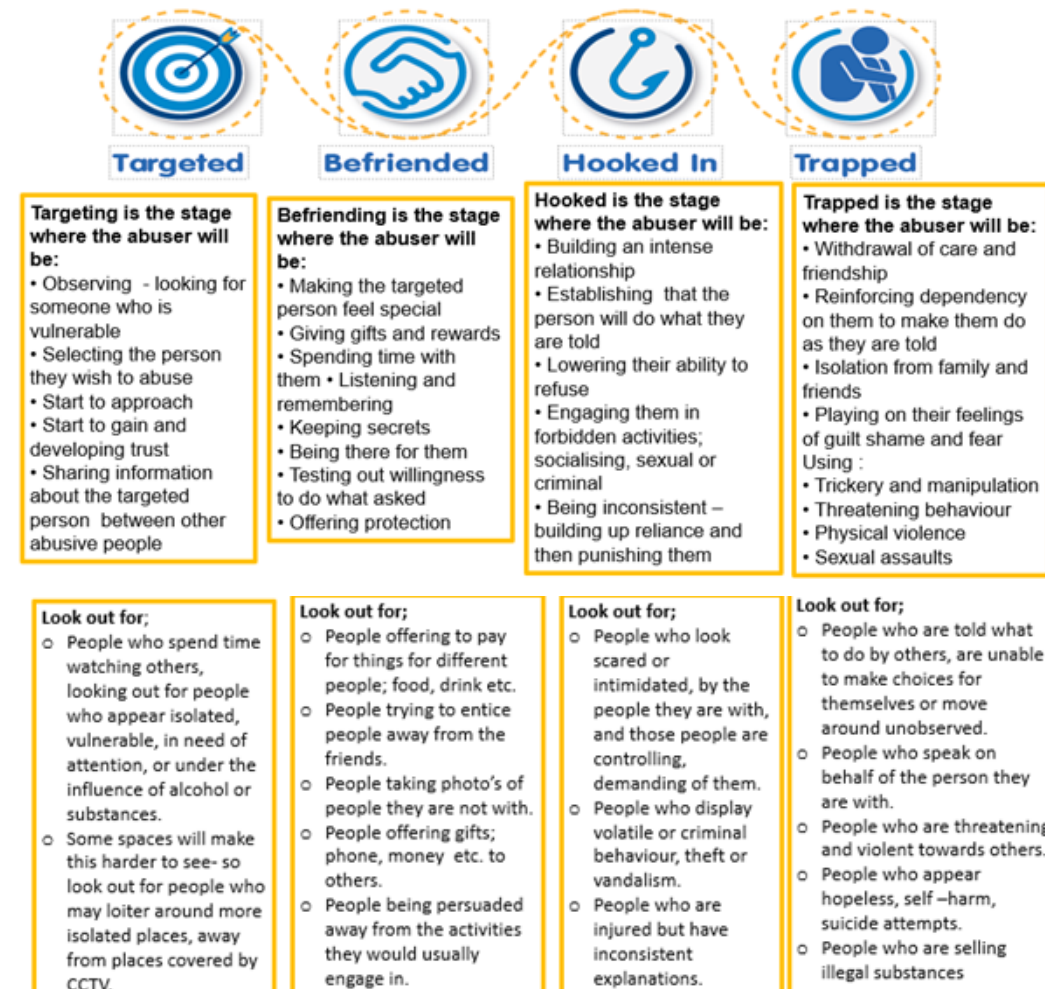 Targeted
Befriended
Hooked In
Trapped
Targeting is the stage
where the abuser will
be:
• Observing - looking for
someone who is
vulnerable
• Selecting the person
they wish to abuse
• Start to approach
• Start to gain and
developing trust
• Sharing information
about the targeted
person between other
abusive people
Befriending is the stage
where the abuser will
be:
• Making the targeted
person feel special
• Giving gifts and rewards
• Spending time with
them • Listening and
remembering
• Keeping secrets
• Being there for them
• Testing out willingness
to do what asked
• Offering protection
Hooked is the stage
where the abuser will be:
• Building an intense
relationship
• Establishing that the
person will do what they
are told
• Lowering their ability to
refuse
• Engaging them in
forbidden activities;
socialising, sexual or
criminal
• Being inconsistent –
building up reliance and
then punishing them
Trapped is the stage
where the abuser will be:
• Withdrawal of care and
friendship
• Reinforcing dependency
on them to make them do
as they are told
• Isolation from family and
friends
• Playing on their feelings
of guilt shame and fear
Using :
• Trickery and manipulation
• Threatening behaviour
• Physical violence
• Sexual assaults
Look out for;
o People who spend time
watching others,
looking out for people
who appear isolated,
vulnerable, in need of
attention, or under the
influence of alcohol or
substances.
o Some spaces will make
this harder to see- so
look out for people who
may loiter around more
isolated places, away
from places covered by
CCTV.
Look out for;
o People offering to pay
for things for different
people; food, drink etc.
o People trying to entice
people away from the
friends.
o People taking photo's of
people they are not with.
o People offering gifts;
phone, money etc. to
others.
o People being persuaded
away from the activities
they would usually
engage in.
Look out for;
o People who look
scared or
intimidated, by the
people they are with,
and those people are
controlling,
demanding of them.
o People who display
volatile or criminal
behaviour, theft or
vandalism.
o People who are
injured but have
inconsistent
explanations.
Look out for;
o People who are told what
to do by others, are unable
to make choices for
themselves or move
around unobserved.
o People who speak on
behalf of the person they
are with.
o People who are threatening
and violent towards others.
o People who appear
hopeless, self –harm,
suicide attempts.
o People who are selling
illegal substances